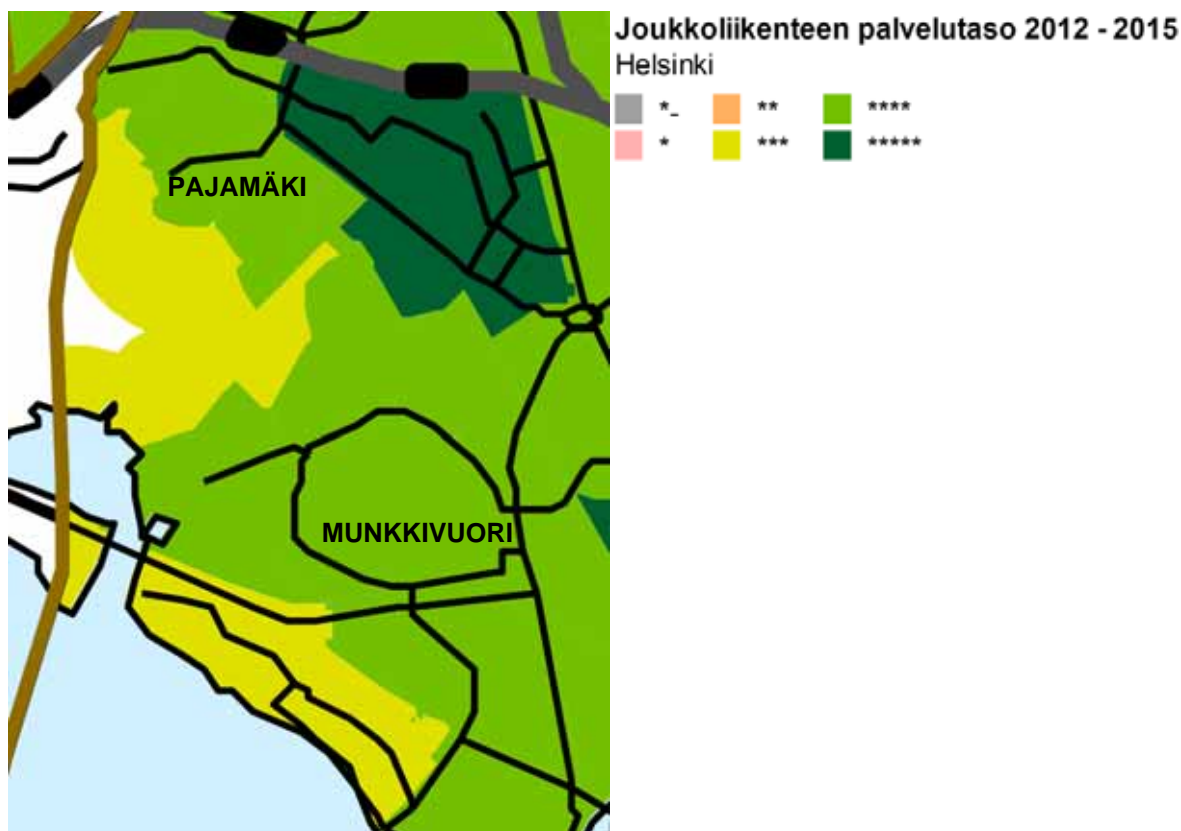 Joukkoliikenteen palvelutaso 2012 - 2015
Helsinki
*- ** ****
* *** *****
PAJAMÄKI
MUNKKIVUORI